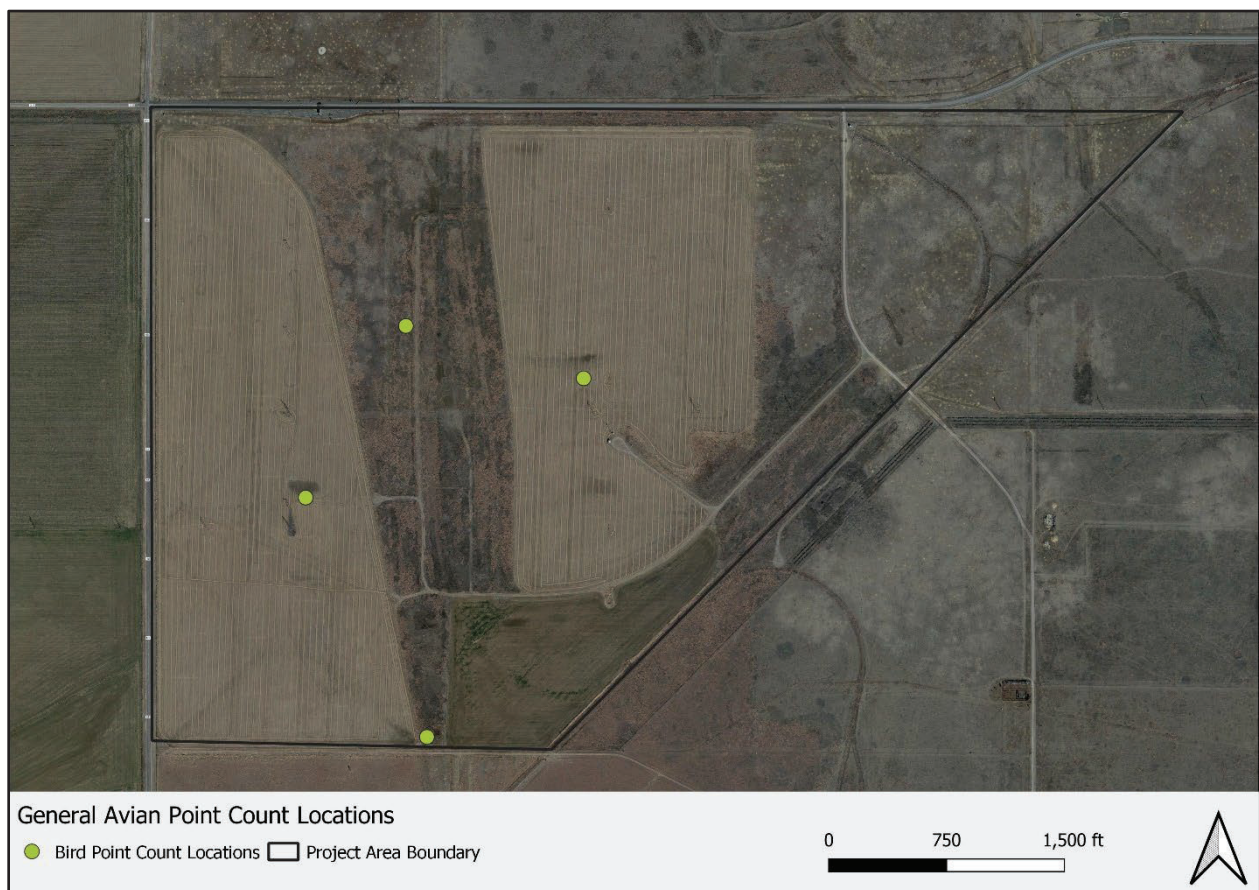 General Avian Point Count Locations
Bird Point Count Locations Project Area Boundary
0 750 1,500 ft